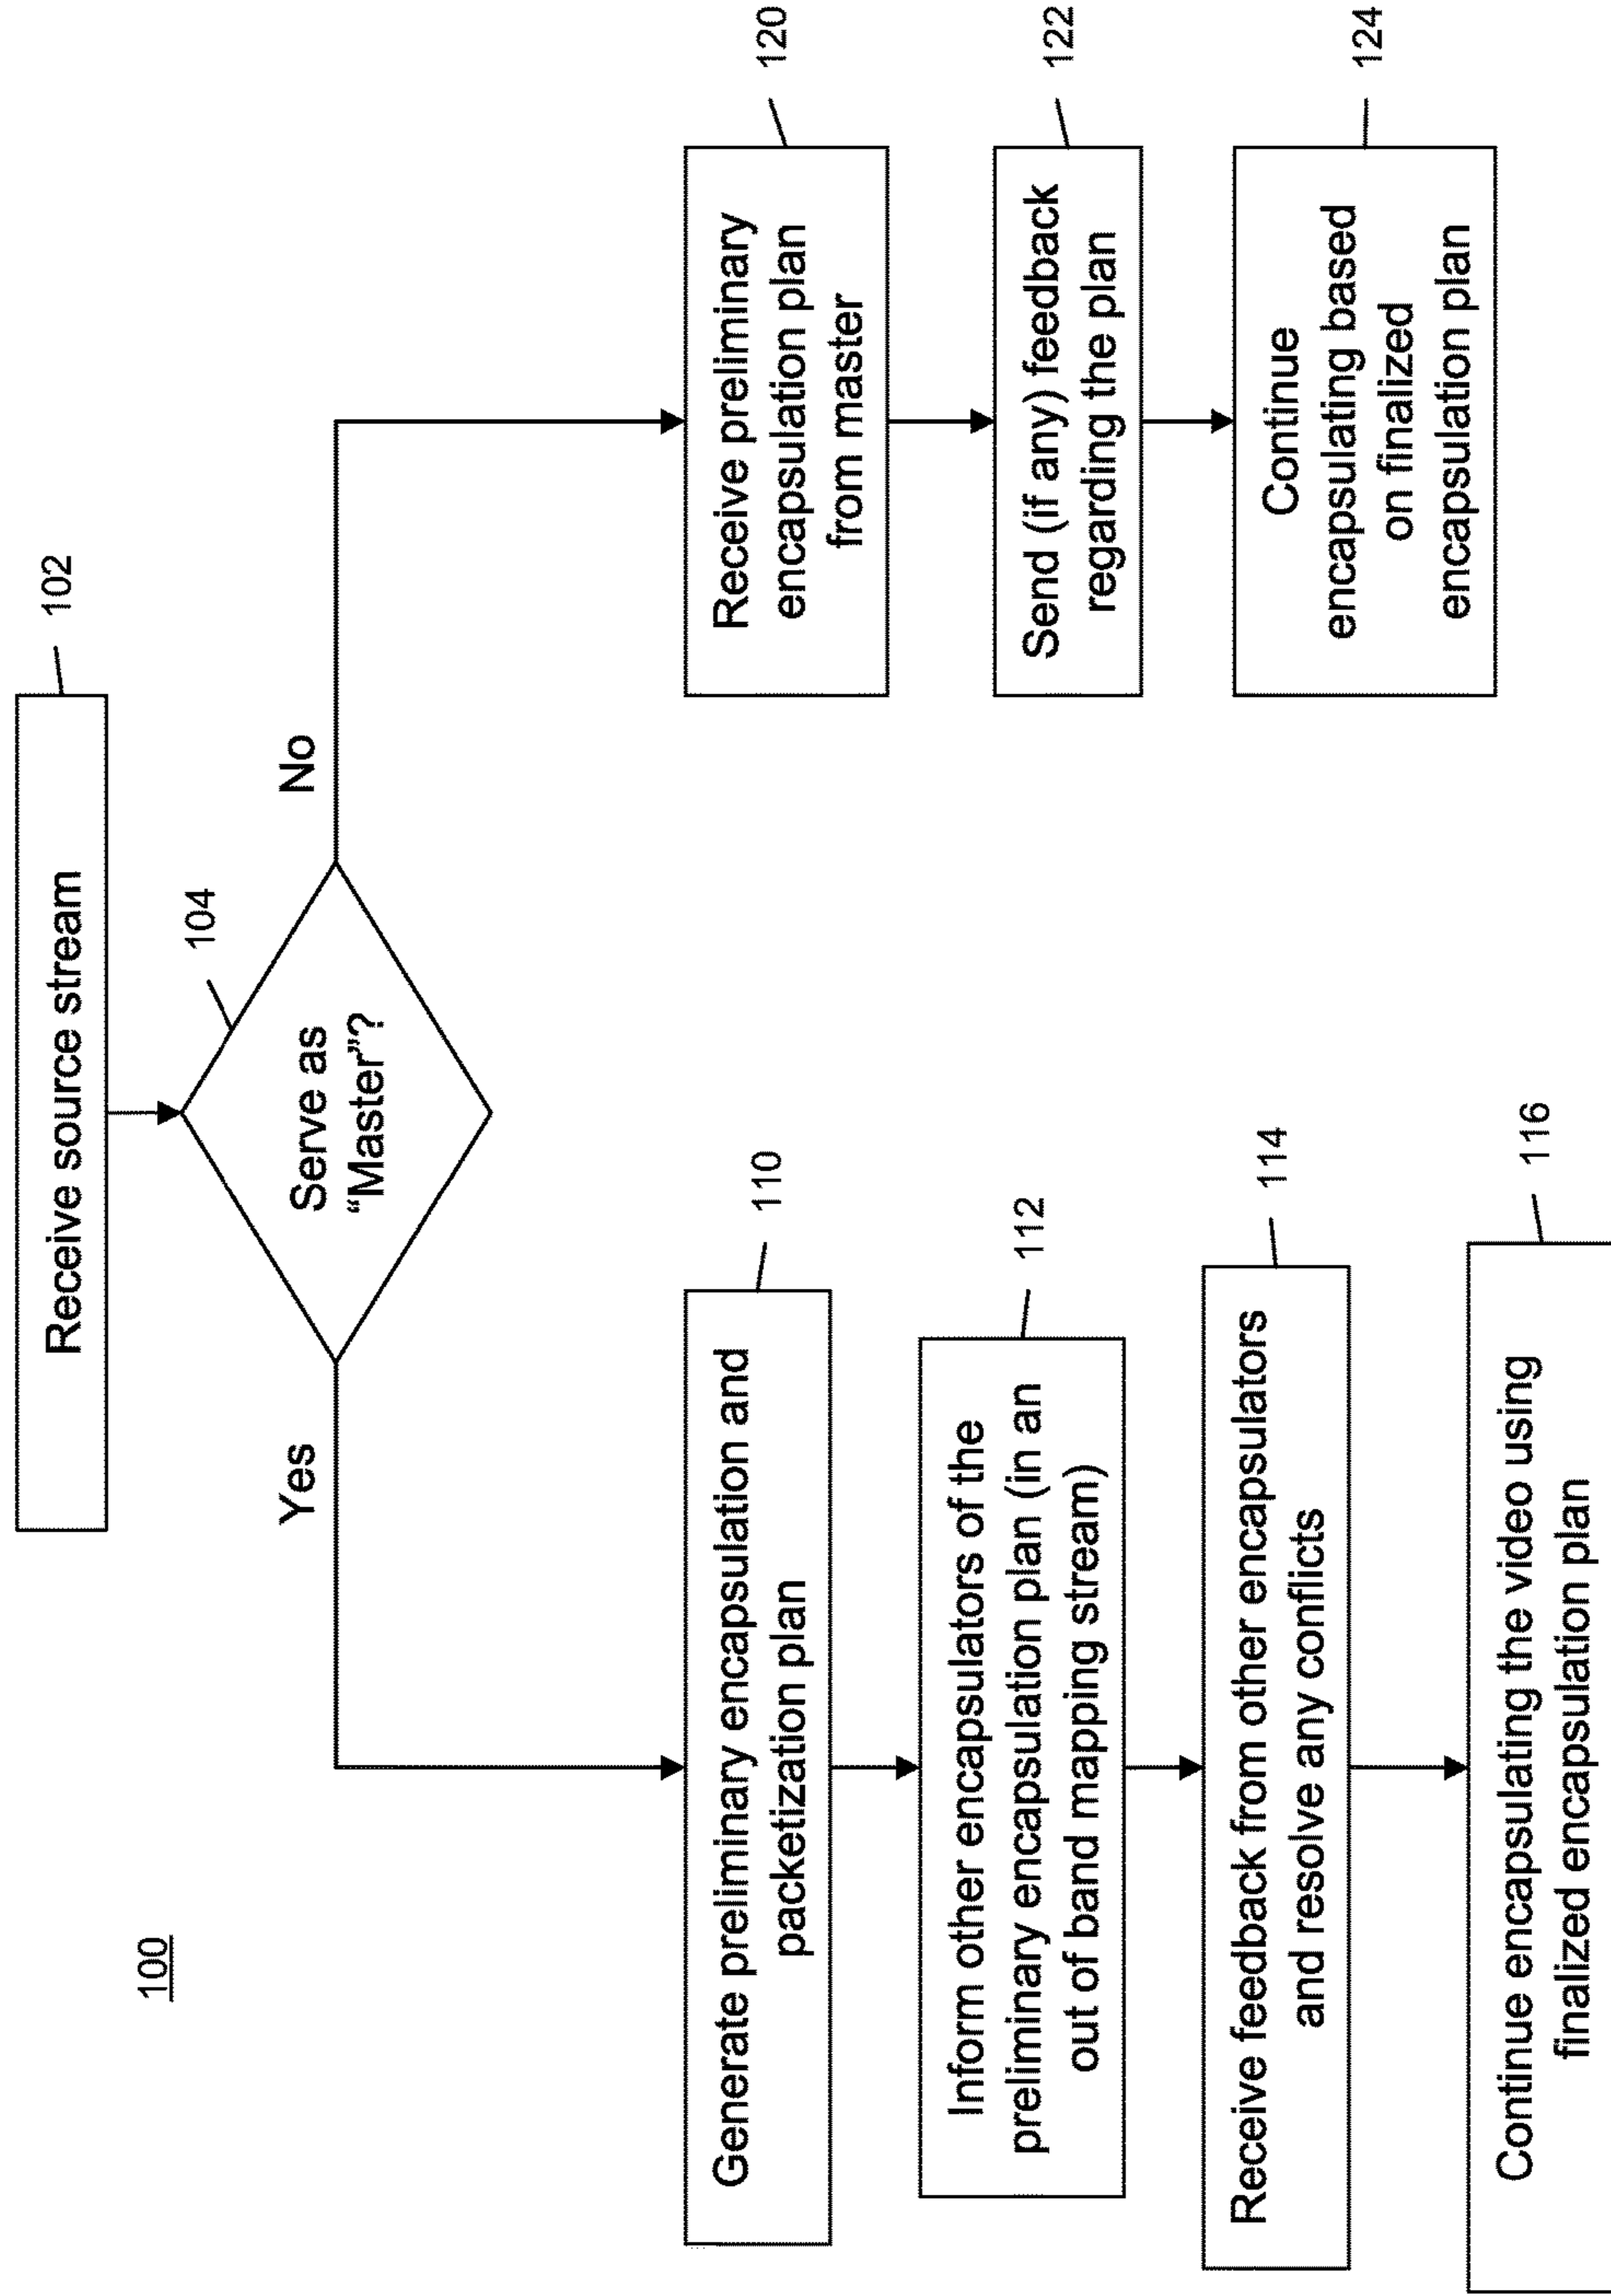 100
Receive source stream
102
104
Serve as
“Master”?
Yes
No
Generate preliminary encapsulation and
packetization plan
110
Inform other encapsulators of the
preliminary encapsulation plan (in an
out of band mapping stream)
112
Receive feedback from other encapsulators
and resolve any conflicts
114
Continue encapsulating the video using
finalized encapsulation plan
116
Receive preliminary
encapsulation plan
from master
120
Send (if any) feedback
regarding the plan
122
Continue
encapsulating based
on finalized
encapsulation plan
124